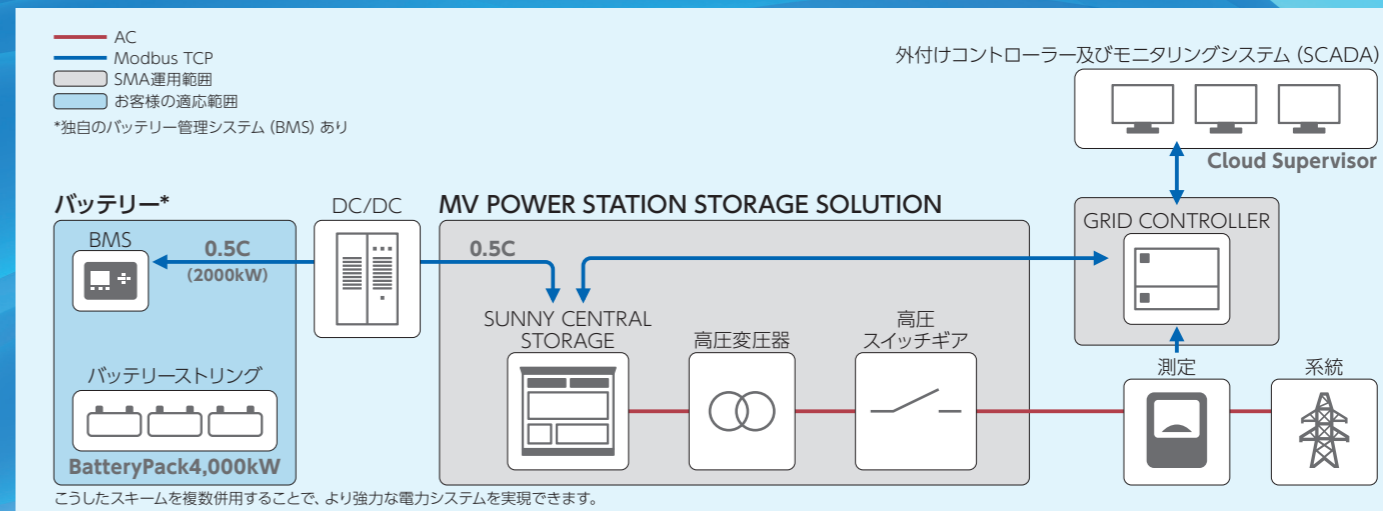 AC
Modbus TCP
SMA運用範囲
お客様の適応範囲
*独自のバッテリー管理システム (BMS) あり
外付けコントローラー及びモニタリングシステム (SCADA)
Cloud Supervisor
バッテリー*
DC/DC
MV POWER STATION STORAGE SOLUTION
GRID CONTROLLER
BMS
0.5C
(2000kW)
0.5C
SUNNY CENTRAL
STORAGE
高圧変圧器
高圧
スイッチギア
測定
系統
バッテリーストリング
BatteryPack4,000kW
こうしたスキームを複数併用することで、より強力な電力システムを実現できます。